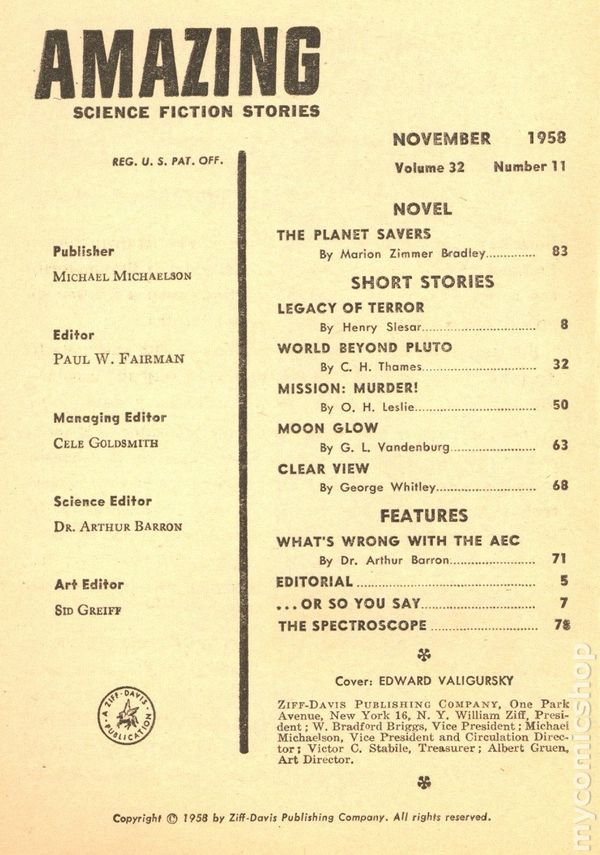 AMAZING
SCIENCE FICTION STORIES
REG. U. S. PAT. OFF.
Publisher
MICHAEL MICHAELSON
Editor
PAUL W. FAIRMAN
Managing Editor
CELE GOLDSMITH
Science Editor
DR. ARTHUR BARRON
Art Editor
SID GREIFF
A ZIFF-DAVIS PUBLICATION
NOVEMBER 1958
Volume 32 Number 11
NOVEL
THE PLANET SAVERS
By Marion Zimmer Bradley.............. 83
SHORT STORIES
LEGACY OF TERROR
By Henry Slesar.............................. 8
WORLD BEYOND PLUTO
By C. H. Thames.............................. 32
MISSION: MURDER!
By O. H. Leslie................................ 50
MOON GLOW
By G. L. Vandenburg....................... 63
CLEAR VIEW
By George Whitley.......................... 68
FEATURES
WHAT'S WRONG WITH THE AEC
By Dr. Arthur Barron....................... 71
EDITORIAL............................................. 5
...OR SO YOU SAY............................. 7
THE SPECTROSCOPE........................... 78
Cover: EDWARD VALIGURSKY
ZIFF-DAVIS PUBLISHING COMPANY, One Park
Avenue, New York 16, N. Y. William Ziff, Presi-
dent; W. Bradford Briggs, Vice President; Michael
Michaelson, Vice President and Circulation Direc-
tor; Victor C. Stabile, Treasurer; Albert Gruen,
Art Director.
Copyright © 1958 by Ziff-Davis Publishing Company. All rights reserved.
mycomicshop